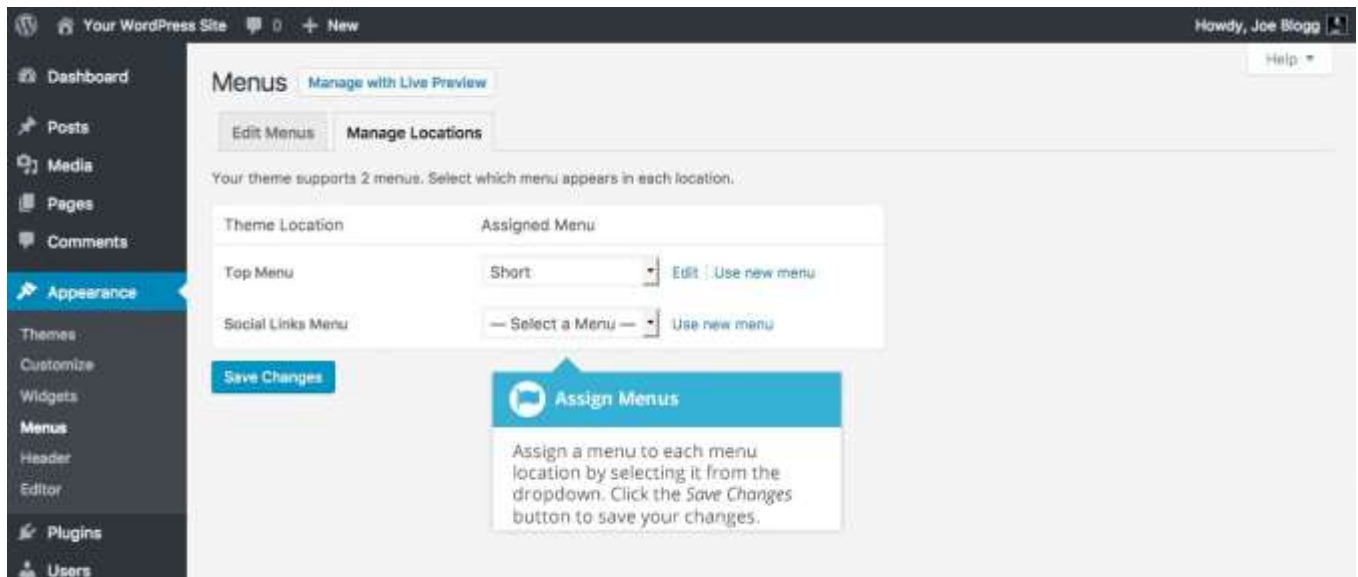 Your WordPress Site 0 + New Howdy, Joe Blogg
Help
Dashboard
Posts
Media
Pages
Comments
Appearance
Themes
Customize
Widgets
Menus
Header
Editor
Plugins
Users
Menus Manage with Live Preview
Edit Menus Manage Locations
Your theme supports 2 menus. Select which menu appears in each location.
Theme Location Assigned Menu
Top Menu Short Edit Use new menu
Social Links Menu — Select a Menu — Use new menu
Save Changes
Assign Menus
Assign a menu to each menu
location by selecting it from the
dropdown. Click the Save Changes
button to save your changes.